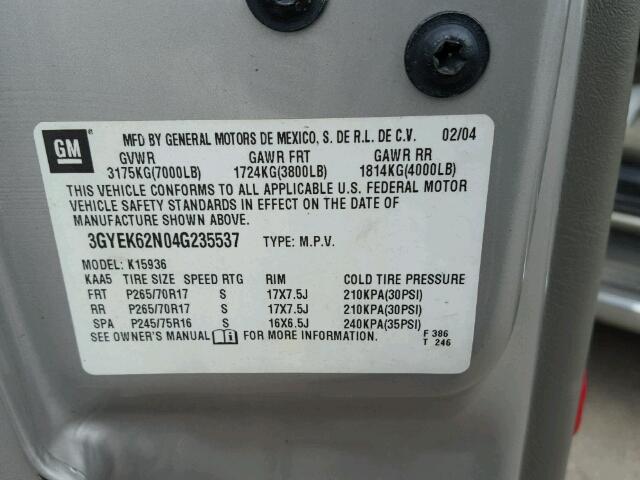 GM
MFD BY GENERAL MOTORS DE MEXICO, S. DE R.L. DE C.V. 02/04
GVWR GAWR FRT GAWR RR
3175KG(7000LB) 1724KG(3800LB) 1814KG(4000LB)
THIS VEHICLE CONFORMS TO ALL APPLICABLE U.S. FEDERAL MOTOR
VEHICLE SAFETY STANDARDS IN EFFECT ON THE DATE OF
MANUFACTURE SHOWN ABOVE.
3GYEK62N04G235537 TYPE: M.P.V.
MODEL: K15936
KAA5 TIRE SIZE SPEED RTG RIM COLD TIRE PRESSURE
FRT P265/70R17 S 17X7.5J 210KPA(30PSI)
RR P265/70R17 S 17X7.5J 210KPA(30PSI)
SPA P245/75R16 S 16X6.5J 240KPA(35PSI)
SEE OWNER'S MANUAL FOR MORE INFORMATION. F 386
T 246